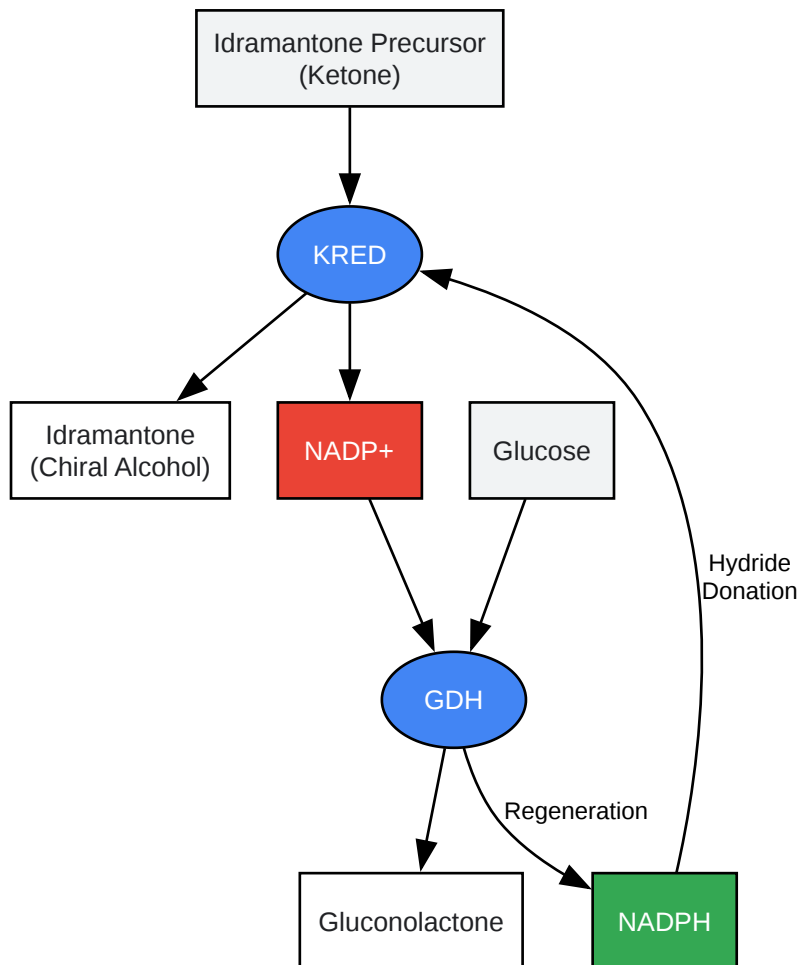 Idramantone Precursor
(Ketone)
KRED
Idramantone
(Chiral Alcohol)
NADP+
Glucose
Hydride
Donation
GDH
Regeneration
Gluconolactone
NADPH